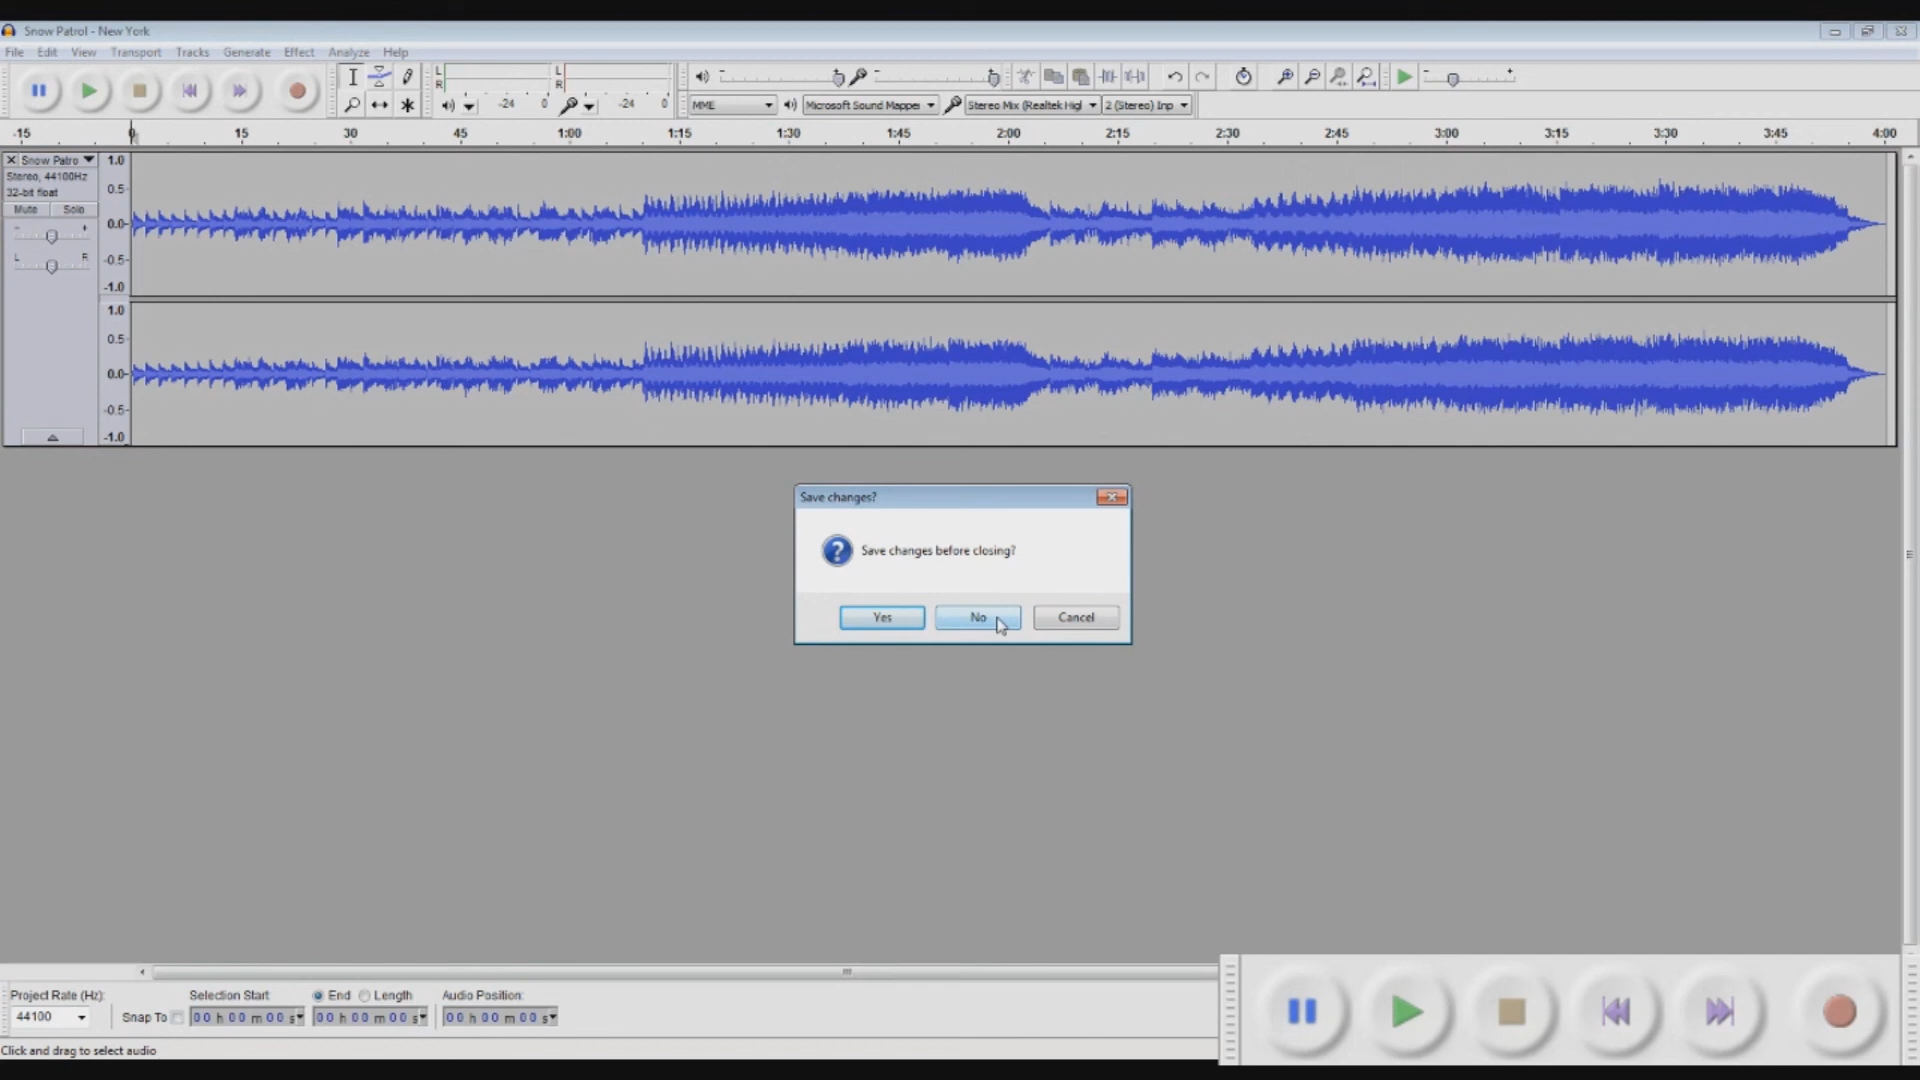 Snow Patrol - New York
File Edit View Transport Tracks Generate Effect Analyze Help
L R L R
-24 0 -24 0
MME Microsoft Sound Mapper Stereo Mix (Realtek Higl 2 (Stereo) Inp
-15 0 15 30 45 1:00 1:15 1:30 1:45 2:00 2:15 2:30 2:45 3:00 3:15 3:30 3:45 4:00
Snow Patro
Stereo, 44100Hz
32-bit float
Mute Solo
- +
L R
1.0
0.5
0.0
-0.5
-1.0
1.0
0.5
0.0
-0.5
-1.0
Save changes?
Save changes before closing?
Yes No Cancel
Project Rate (Hz): Selection Start End Length Audio Position:
44100 Snap To 00 h 00 m 00 s 00 h 00 m 00 s 00 h 00 m 00 s
Click and drag to select audio